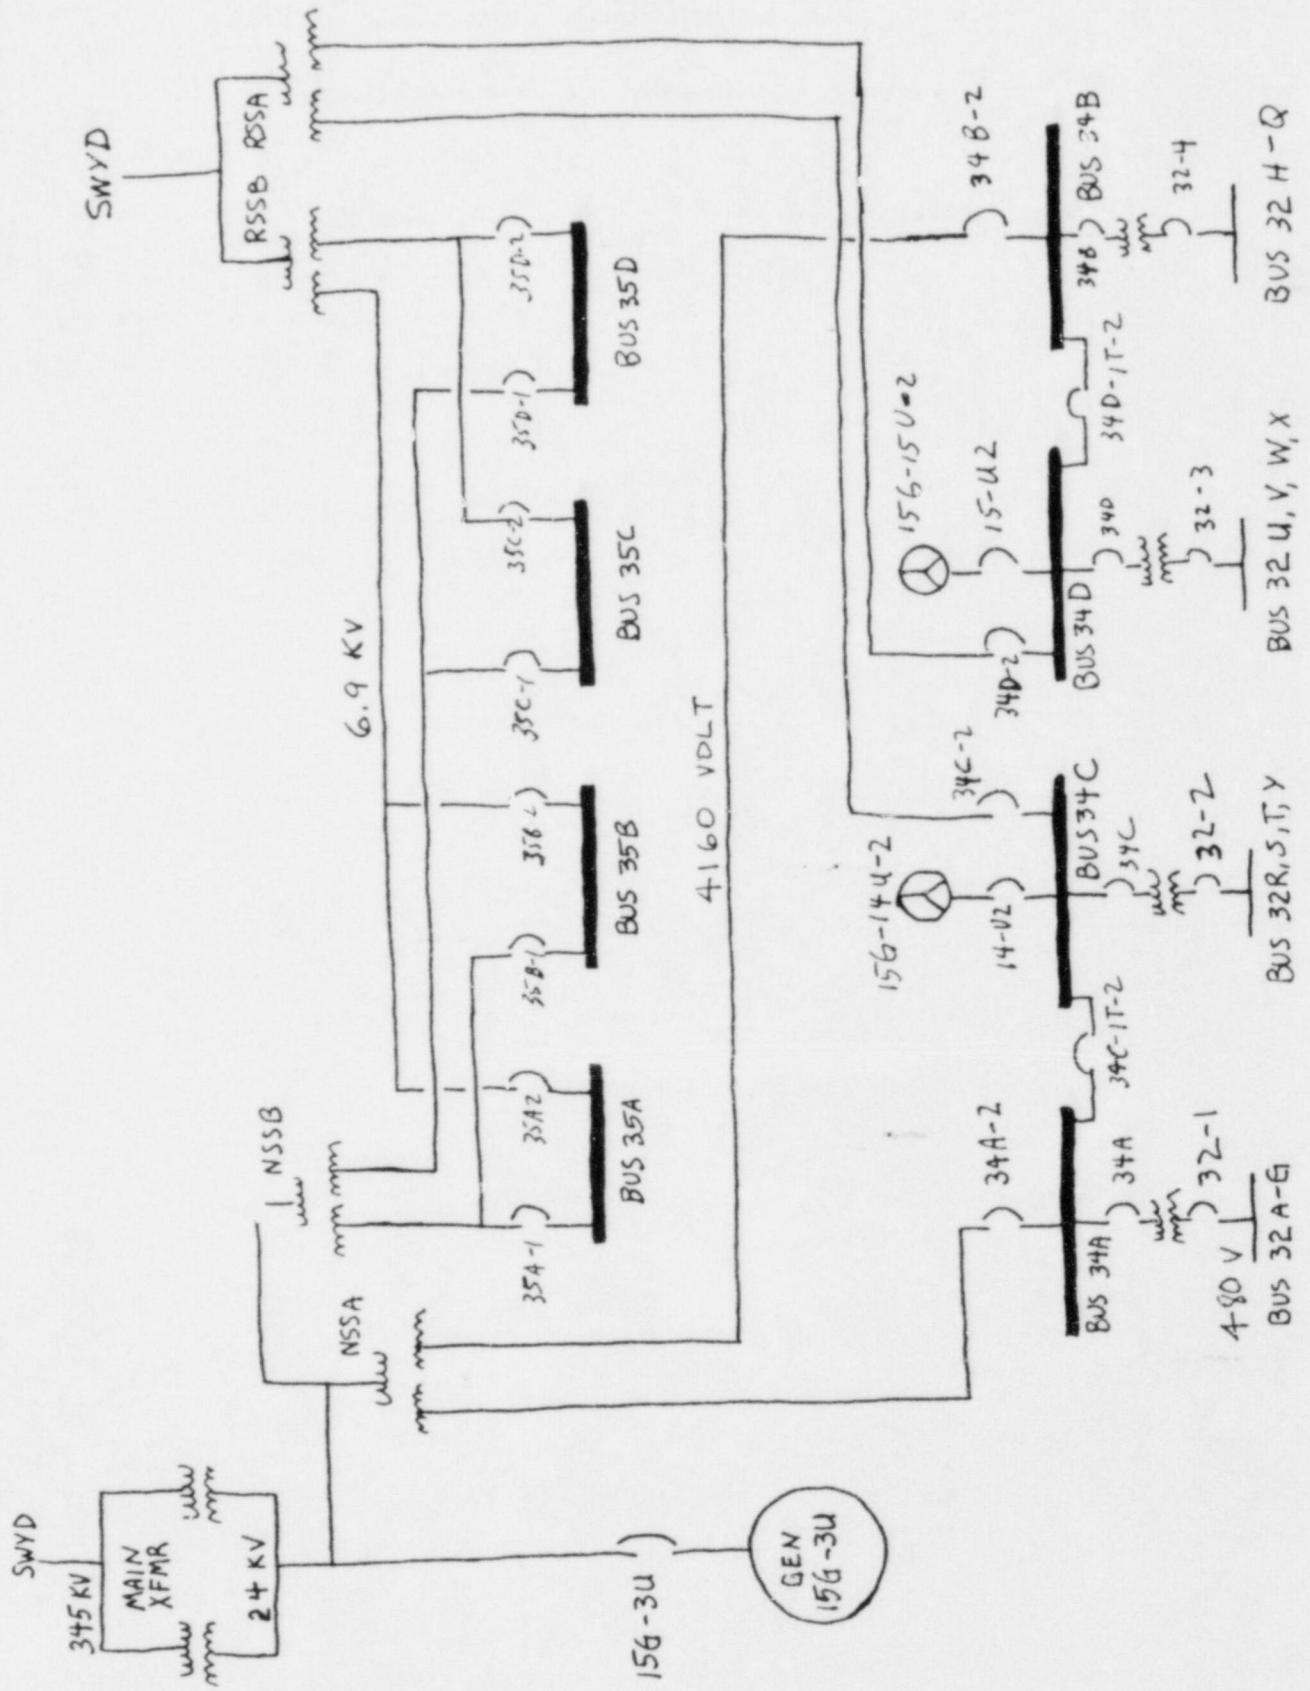 SWYD
345 KV
MAIN
XFMR
24 KV
15G-3U
GEN
15G-3U
NSSA
NSSB
SWYD
RSSB
RSSA
6.9 KV
35A-1
35A2
35B-1
35C-1
35C-2
35D-1
35D-2
BUS 35A
BUS 35B
BUS 35C
BUS 35D
4160 VOLT
34A-2
15G-14U-2
14-U2
34C-2
15G-15U-2
15-U2
34D-2
34B-2
BUS 34A
34A
34C-1T-2
BUS 34C
34C
BUS 34D
34D
34D-1T-2
BUS 34B
34B
32-1
32-2
32-3
32-4
480 V
BUS 32A-G
BUS 32R,S,T,Y
BUS 32 U, V, W, X
BUS 32 H-Q